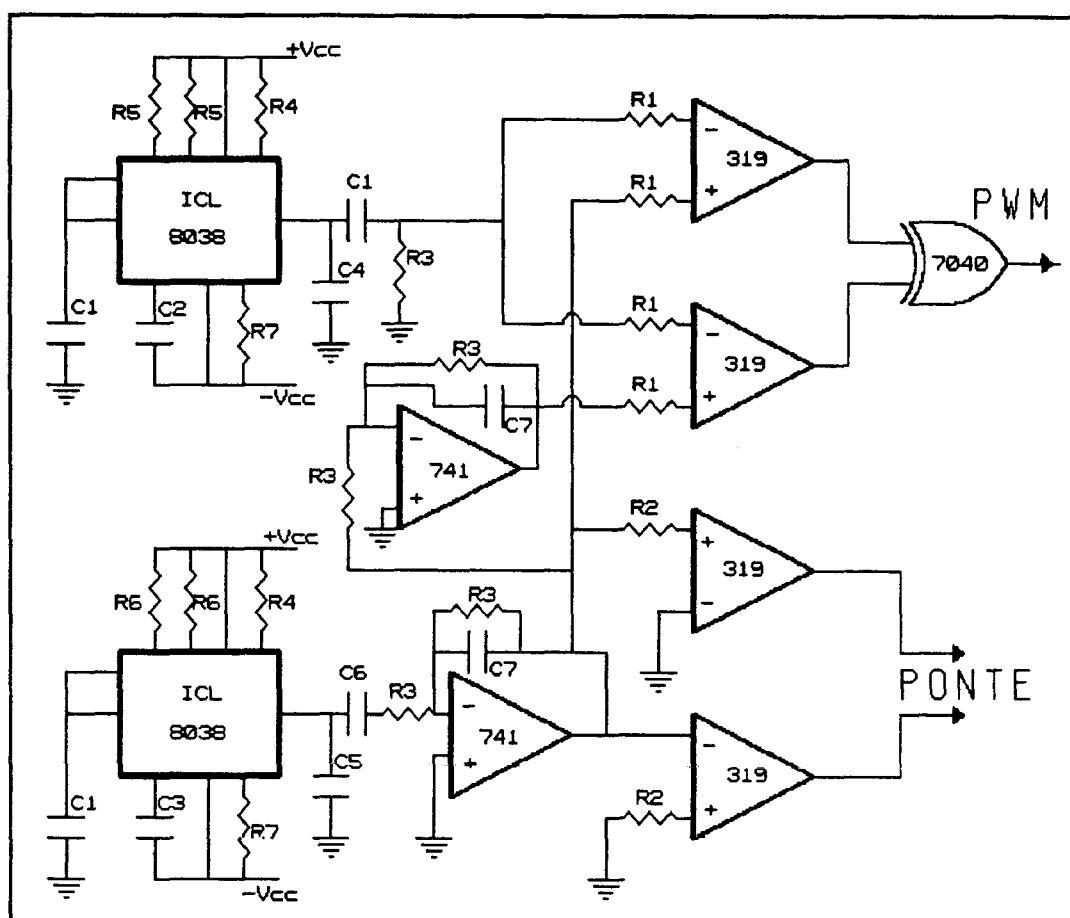 +Vcc
R5
R5
R4
ICL
8038
C1
C2
R7
-Vcc
C1
C4
R3
R1
-
319
+
R1
R1
-
319
+
R1
7040
PWM
R3
C7
-
741
+
R3
R2
+
319
-
+Vcc
R6
R6
R4
ICL
8038
C1
C3
R7
-Vcc
C6
C5
R3
R3
C7
-
741
+
-
319
+
R2
PONTE